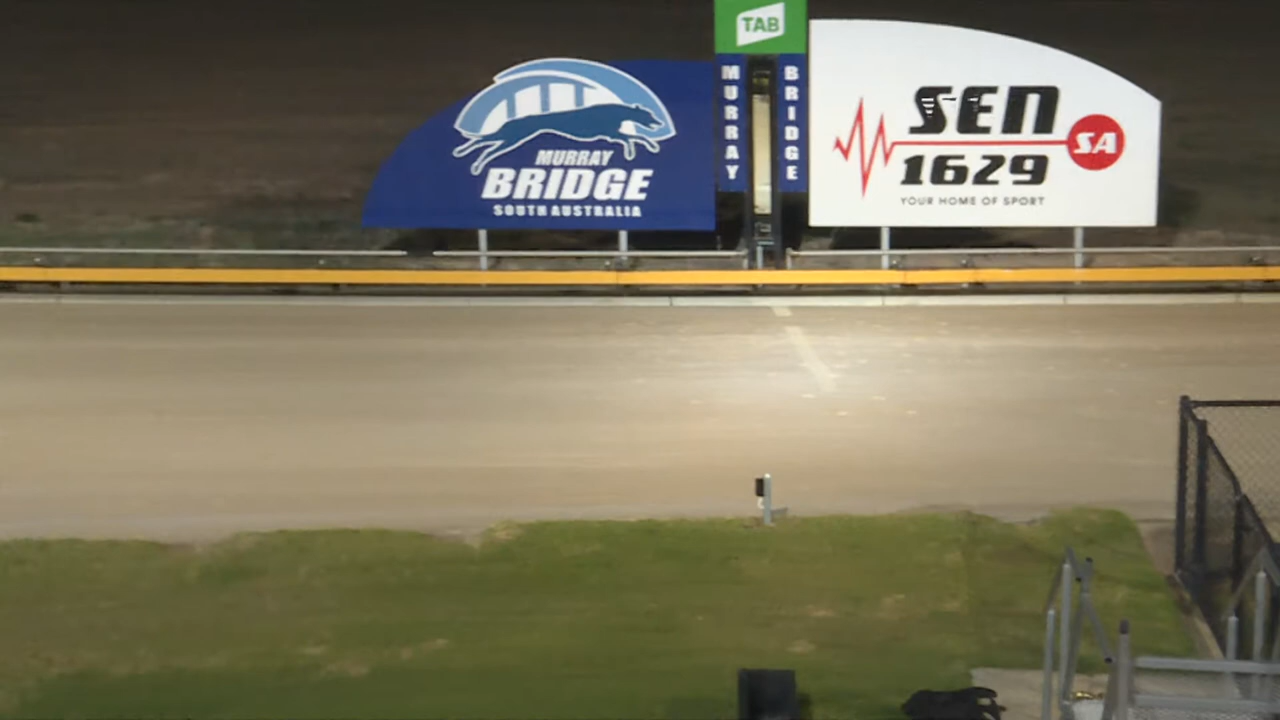 TAB
MURRAY
BRIDGE
MURRAY
BRIDGE
SOUTH AUSTRALIA
SEN
SA
1629
YOUR HOME OF SPORT